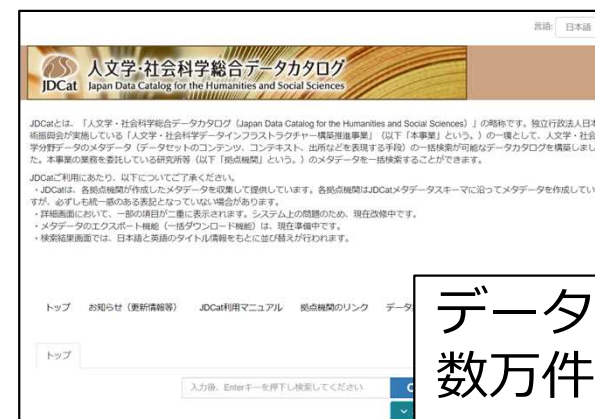 言語: 日本語
人文学・社会科学総合データカタログ
JDCat Japan Data Catalog for the Humanities and Social Sciences
JDCatとは、「人文学・社会科学総合データカタログ（Japan Data Catalog for the Humanities and Social Sciences）」の略称です。独立行政法人日本
術振興会が実施している「人文学・社会科学データインフラストラクチャー構築推進事業」（以下「本事業」という。）の一環として、人文学・社会
学分野データのメタデータ（データセットのコンテンツ、コンテキスト、出所などを表現する手段）の一括検索が可能なデータカタログを構築しまし
た。本事業の業務を委託している研究所等（以下「拠点機関」という。）のメタデータを一括検索することができます。
JDCatご利用にあたり、以下についてご了承ください。
・JDCatは、各拠点機関が作成したメタデータを収集して提供しています。各拠点機関はJDCatメタデータスキーマに沿ってメタデータを作成してい
すが、必ずしも統一感のある表記となっていない場合があります。
・詳細画面において、一部の項目が二重に表示されます。システム上の問題のため、現在改修中です。
・メタデータのエクスポート機能（一括ダウンロード機能）は、現在準備中です。
・検索結果画面では、日本語と英語のタイトル情報をもとに並び替えが行われます。
トップ お知らせ（更新情報等） JDCat利用マニュアル 拠点機関のリンク データ
トップ
入力後、Enterキーを押下し検索してください
データ
数万件